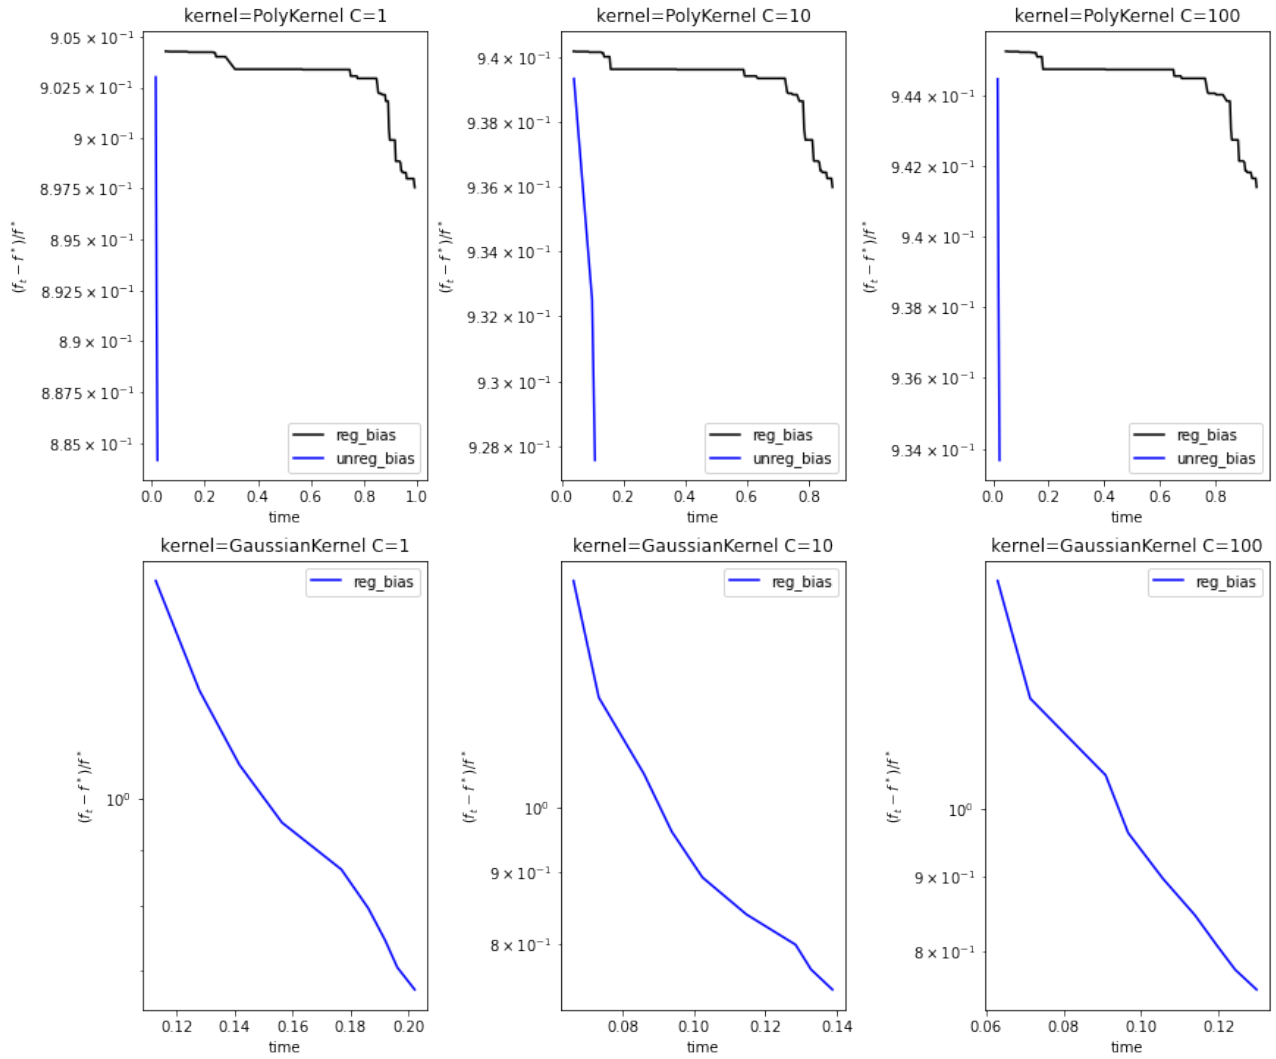 kernel=PolyKernel C=1
9.05 × 10⁻¹
9.025 × 10⁻¹
9 × 10⁻¹
8.975 × 10⁻¹
8.95 × 10⁻¹
8.925 × 10⁻¹
8.9 × 10⁻¹
8.875 × 10⁻¹
8.85 × 10⁻¹
(fₜ − f*)/f*
reg_bias
unreg_bias
0.0 0.2 0.4 0.6 0.8 1.0
time
kernel=PolyKernel C=10
9.4 × 10⁻¹
9.38 × 10⁻¹
9.36 × 10⁻¹
9.34 × 10⁻¹
9.32 × 10⁻¹
9.3 × 10⁻¹
9.28 × 10⁻¹
(fₜ − f*)/f*
reg_bias
unreg_bias
0.0 0.2 0.4 0.6 0.8
time
kernel=PolyKernel C=100
9.44 × 10⁻¹
9.42 × 10⁻¹
9.4 × 10⁻¹
9.38 × 10⁻¹
9.36 × 10⁻¹
9.34 × 10⁻¹
(fₜ − f*)/f*
reg_bias
unreg_bias
0.0 0.2 0.4 0.6 0.8
time
kernel=GaussianKernel C=1
reg_bias
10⁰
(fₜ − f*)/f*
0.12 0.14 0.16 0.18 0.20
time
kernel=GaussianKernel C=10
reg_bias
10⁰
9 × 10⁻¹
8 × 10⁻¹
(fₜ − f*)/f*
0.08 0.10 0.12 0.14
time
kernel=GaussianKernel C=100
reg_bias
10⁰
9 × 10⁻¹
8 × 10⁻¹
(fₜ − f*)/f*
0.06 0.08 0.10 0.12
time